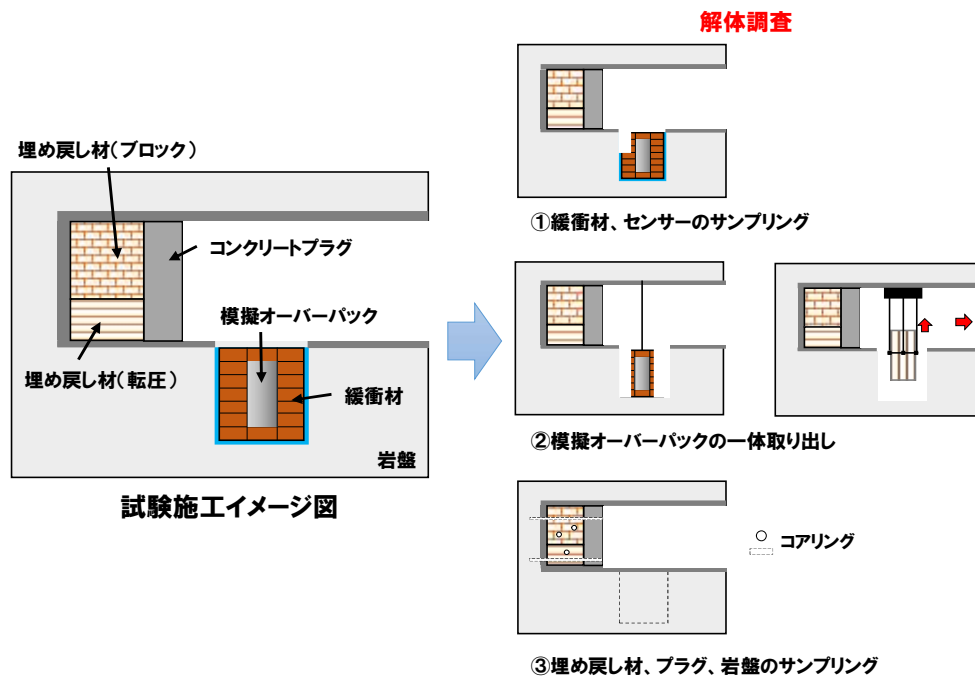 解体調査
埋め戻し材(ブロック)
コンクリートプラグ
模擬オーバーパック
埋め戻し材(転圧)
緩衝材
岩盤
試験施工イメージ図
①緩衝材、センサーのサンプリング
②模擬オーバーパックの一体取り出し
コアリング
③埋め戻し材、プラグ、岩盤のサンプリング